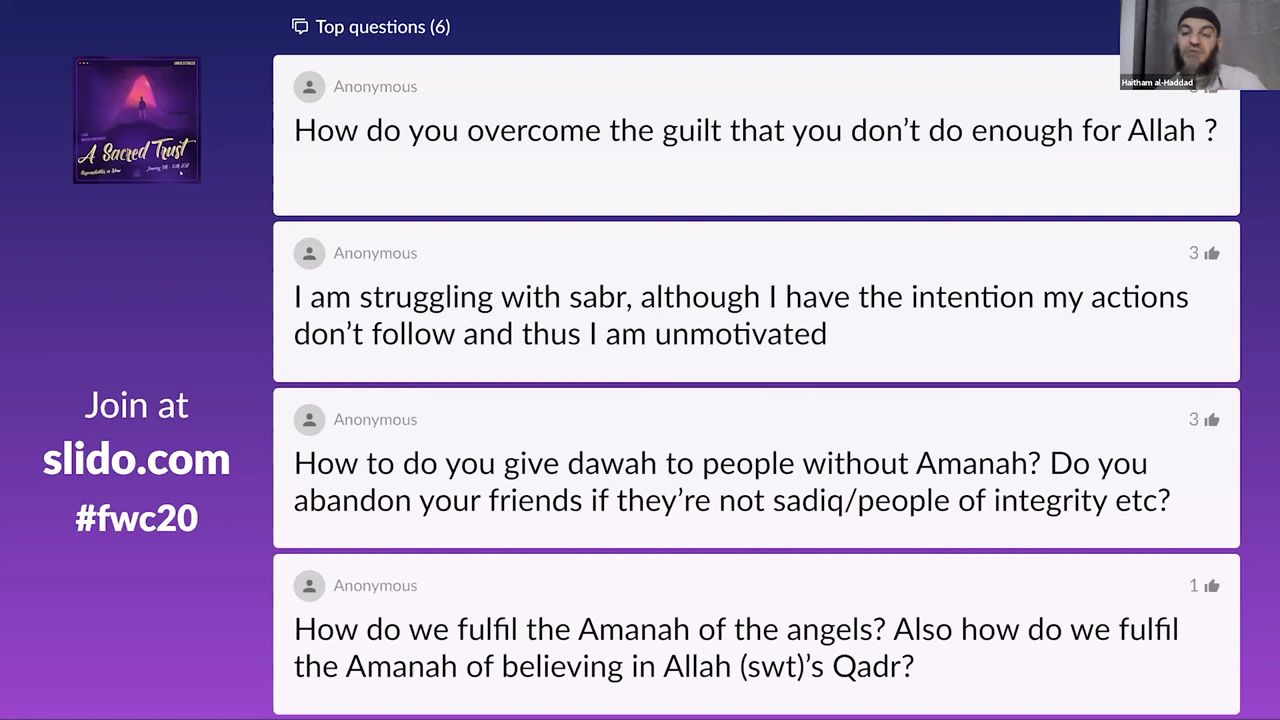 Top questions (6)
Haitham al-Haddad
A Sacred Trust
Anonymous
How do you overcome the guilt that you don't do enough for Allah ?
Anonymous
3
I am struggling with sabr, although I have the intention my actions
don't follow and thus I am unmotivated
Anonymous
3
How to do you give dawah to people without Amanah? Do you
abandon your friends if they're not sadiq/people of integrity etc?
Anonymous
1
How do we fulfil the Amanah of the angels? Also how do we fulfil
the Amanah of believing in Allah (swt)'s Qadr?
Join at
slido.com
#fwc20